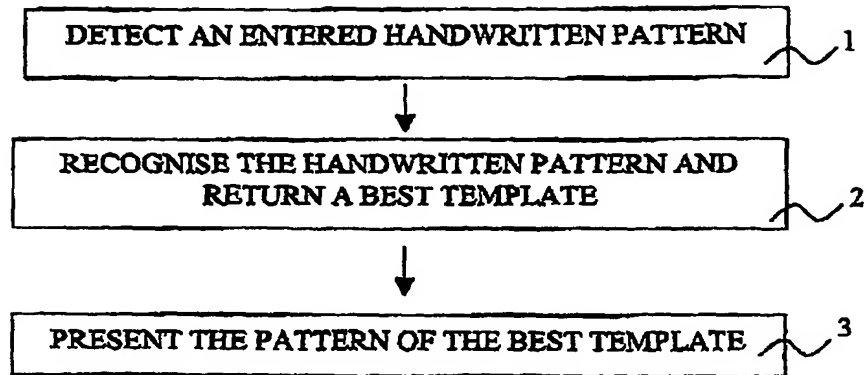 DETECT AN ENTERED HANDWRITTEN PATTERN
1
RECOGNISE THE HANDWRITTEN PATTERN AND
RETURN A BEST TEMPLATE
2
PRESENT THE PATTERN OF THE BEST TEMPLATE
3